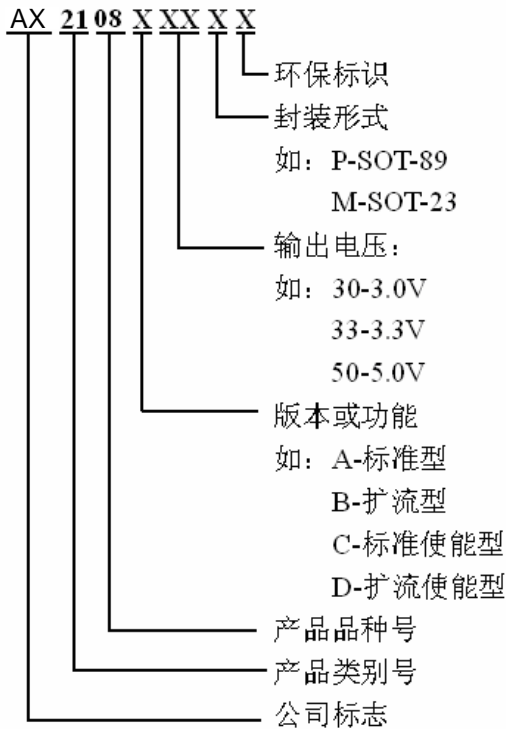 AX 21 08 X XX X X
环保标识
封装形式
如：P-SOT-89
M-SOT-23
输出电压：
如：30-3.0V
33-3.3V
50-5.0V
版本或功能
如：A-标准型
B-扩流型
C-标准使能型
D-扩流使能型
产品品种号
产品类别号
公司标志